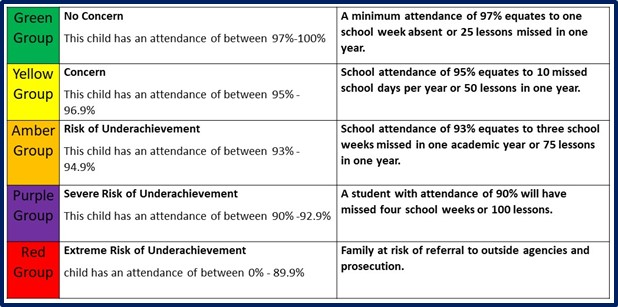 Green
Group
No Concern
This child has an attendance of between 97%-100%
A minimum attendance of 97% equates to one
school week absent or 25 lessons missed in one
year.
Yellow
Group
Concern
This child has an attendance of between 95% -
96.9%
School attendance of 95% equates to 10 missed
school days per year or 50 lessons in one year.
Amber
Group
Risk of Underachievement
This child has an attendance of between 93% -
94.9%
School attendance of 93% equates to three school
weeks missed in one academic year or 75 lessons
in one year.
Purple
Group
Severe Risk of Underachievement
This child has an attendance of between 90% -92.9%
A student with attendance of 90% will have
missed four school weeks or 100 lessons.
Red
Group
Extreme Risk of Underachievement
child has an attendance of between 0% - 89.9%
Family at risk of referral to outside agencies and
prosecution.